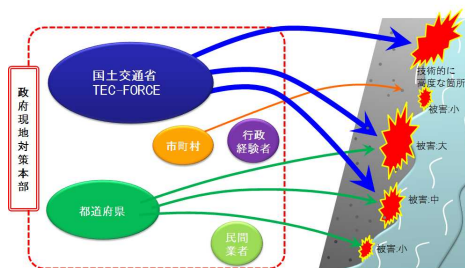 政府現地対策本部
国土交通省
TEC-FORCE
市町村
行政
経験者
都道府県
民間
業者
技術的に
高度な箇所
被害:小
被害:大
被害:中
被害:小